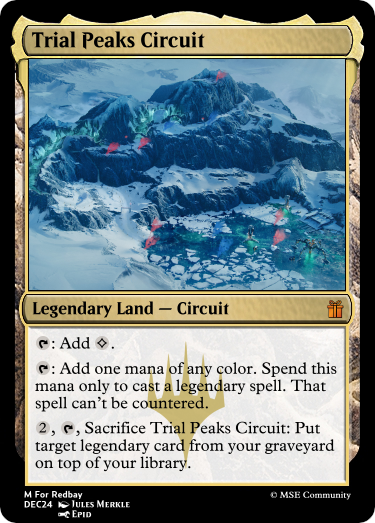 Trial Peaks Circuit
Legendary Land — Circuit
: Add .
: Add one mana of any color. Spend this
mana only to cast a legendary spell. That
spell can't be countered.
2, , Sacrifice Trial Peaks Circuit: Put
target legendary card from your graveyard
on top of your library.
M For Redbay
DEC24 Jules Merkle © MSE Community
Epid